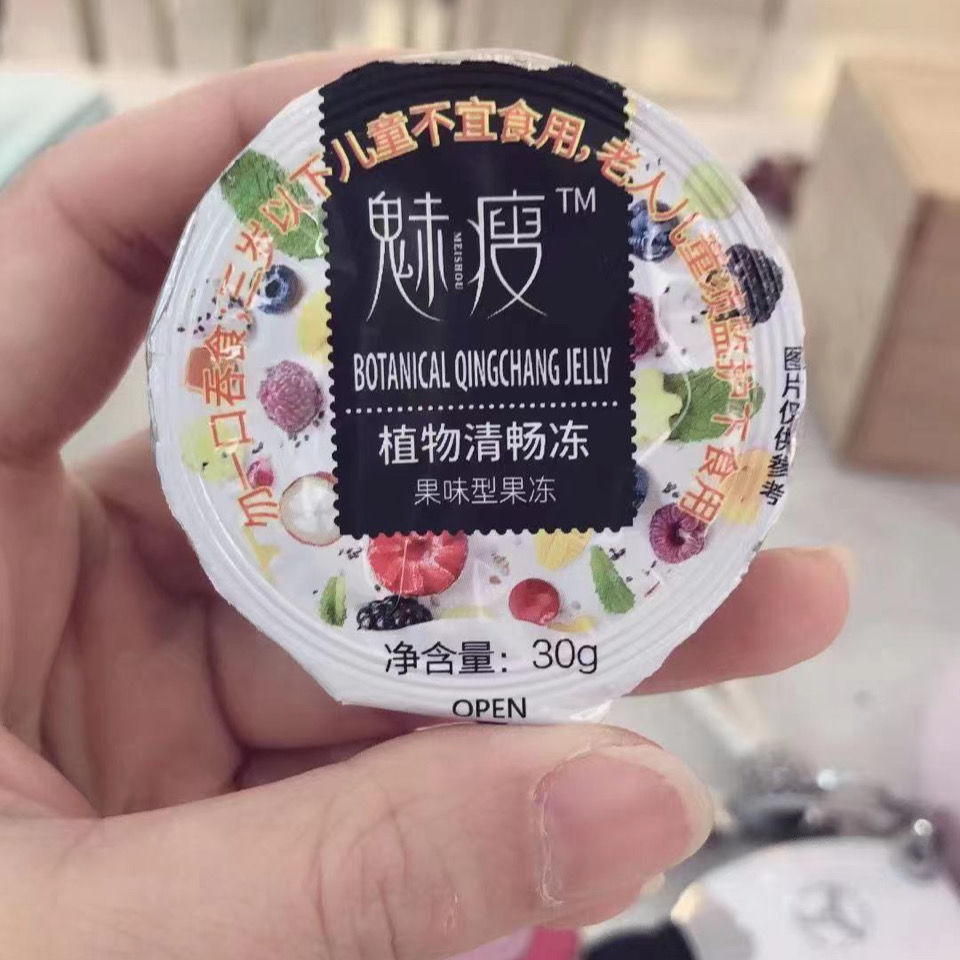 勿一口吞食,三岁以下儿童不宜食用,老人儿童须监护下食用
魅瘦™
MEISHOU
BOTANICAL QINGCHANG JELLY
植物清畅冻
果味型果冻
图片仅供参考
净含量：30g
OPEN